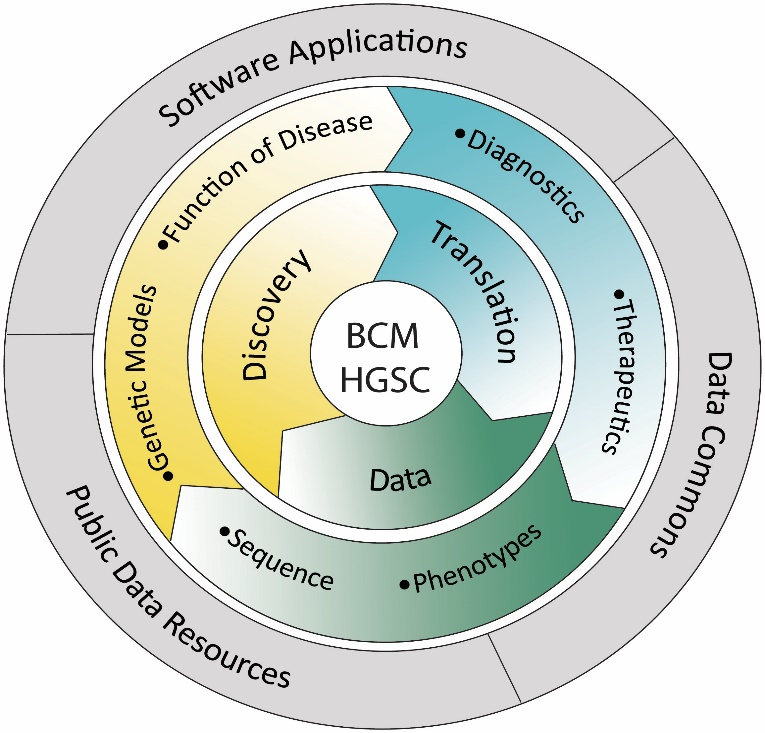 Software Applications
Data Commons
Public Data Resources
•Function of Disease
•Genetic Models
•Diagnostics
•Therapeutics
•Sequence
•Phenotypes
Discovery
Translation
Data
BCM
HGSC